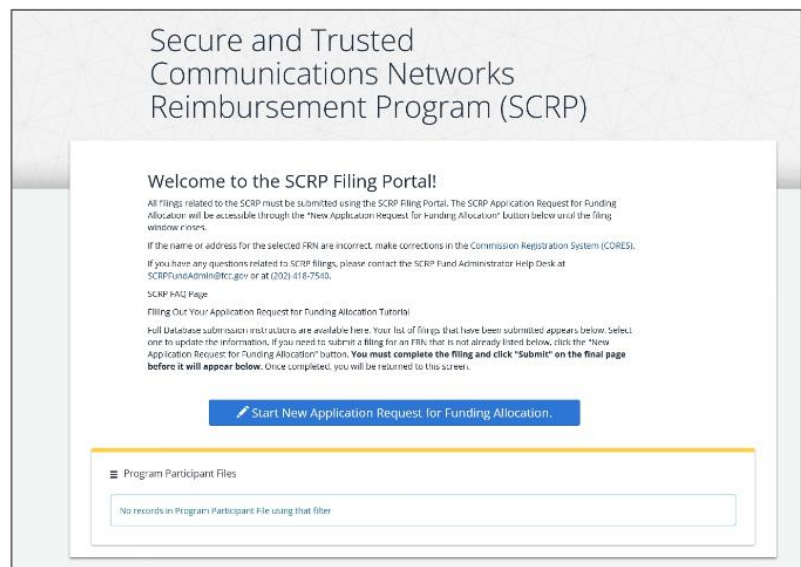 Secure and Trusted
Communications Networks
Reimbursement Program (SCRP)
Welcome to the SCRP Filing Portal!
All filings related to the SCRP must be submitted using the SCRP Filing Portal. The SCRP Application Request for Funding
Allocation will be accessible through the "New Application Request for Funding Allocation" button below until the filing
window closes.
If the name or address for the selected FRN are incorrect, make corrections in the Commission Registration System (CORES).
If you have any questions related to SCRP filings, please contact the SCRP Fund Administrator Help Desk at
SCRPFundAdmin@fcc.gov or at (202) 418-7540.
SCRP FAQ Page
Filling Out Your Application Request for Funding Allocation Tutorial
Full Database submission instructions are available here. Your list of filings that have been submitted appears below. Select
one to update the information. If you need to submit a filing for an FRN that is not already listed below, click the "New
Application Request for Funding Allocation" button. You must complete the filing and click "Submit" on the final page
before it will appear below. Once completed, you will be returned to this screen.
Start New Application Request for Funding Allocation.
Program Participant Files
No records in Program Participant File using that filter